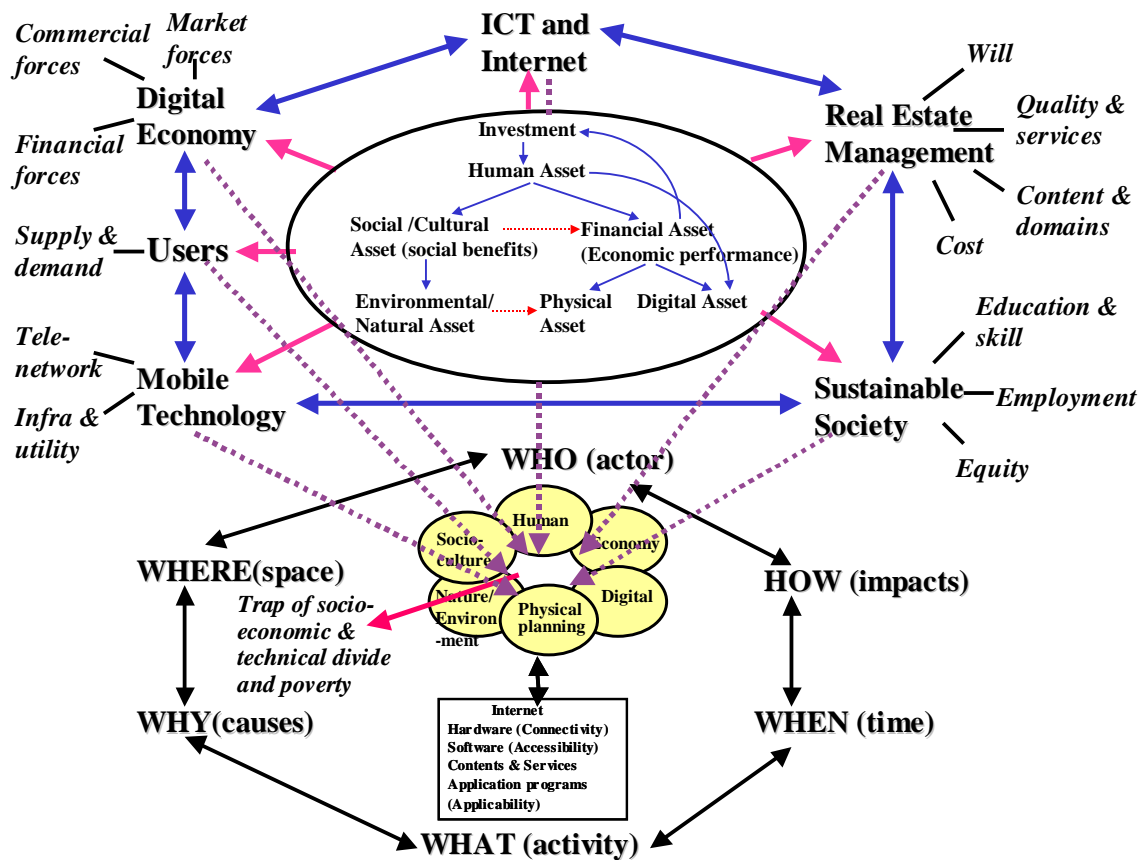 Commercial
forces
Market
forces
ICT and
Internet
Will
Digital
Economy
Real Estate
Management
Quality &
services
Financial
forces
Content &
domains
Cost
Investment
Human Asset
Social /Cultural
Asset (social benefits)
Financial Asset
(Economic performance)
Environmental/
Natural Asset
Physical
Asset
Digital Asset
Supply &
demand
Users
Tele-
network
Mobile
Technology
Infra &
utility
Education &
skill
Sustainable
Society
Employment
Equity
WHO (actor)
Human
Socio-
culture
Economy
Nature/
Environ
-ment
Physical
planning
Digital
WHERE(space)
HOW (impacts)
Trap of socio-
economic &
technical divide
and poverty
WHY(causes)
WHEN (time)
Internet
Hardware (Connectivity)
Software (Accessibility)
Contents & Services
Application programs
(Applicability)
WHAT (activity)